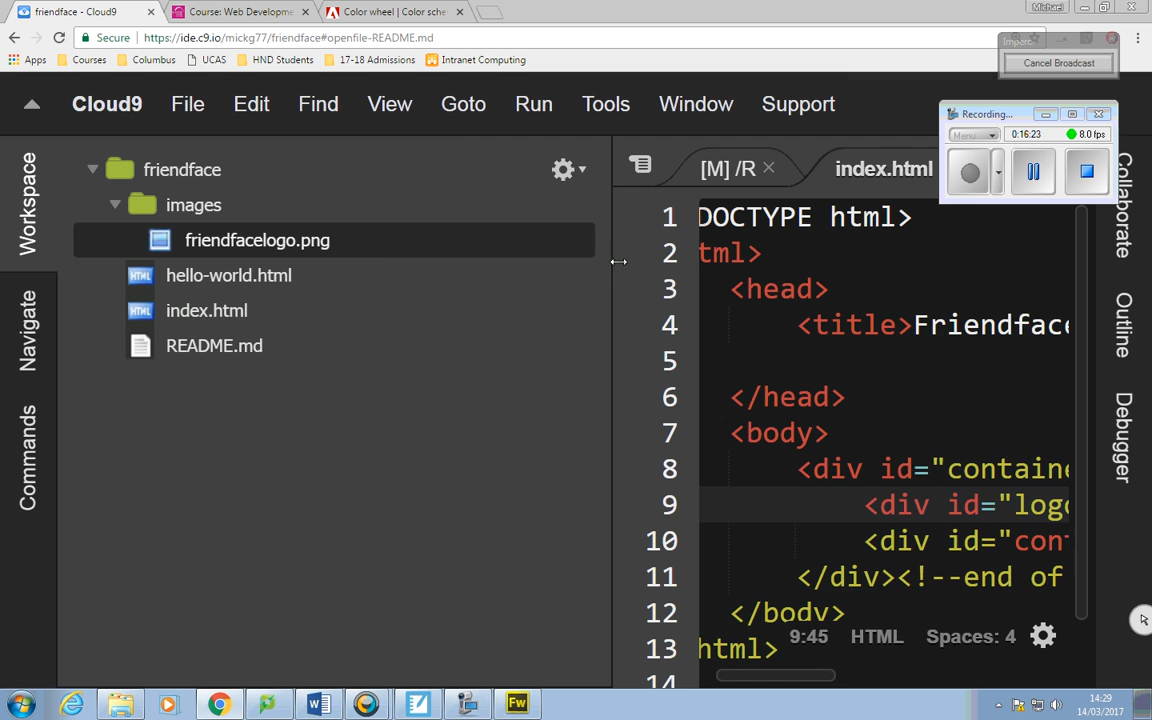 friendface - Cloud9
Course: Web Developme
Color wheel | Color sche
Michael
Secure
https://ide.c9.io/mickg77/friendface#openfile-README.md
Apps
Courses
Columbus
UCAS
HND Students
17-18 Admissions
Intranet Computing
Impero
Cancel Broadcast
Cloud9
File
Edit
Find
View
Goto
Run
Tools
Window
Support
Recording...
Menu
0:16:23
8.0 fps
Workspace
Navigate
Commands
friendface
images
friendfacelogo.png
hello-world.html
index.html
README.md
[M] /R
index.html
1 DOCTYPE html>
2 tml>
3 <head>
4 <title>Friendface
5
6 </head>
7 <body>
8 <div id="containe
9 <div id="logo
10 <div id="cont
11 </div><!--end of
12 </body>
13 html>
14
9:45 HTML Spaces: 4
Collaborate
Outline
Debugger
Fw
14:29
14/03/2017